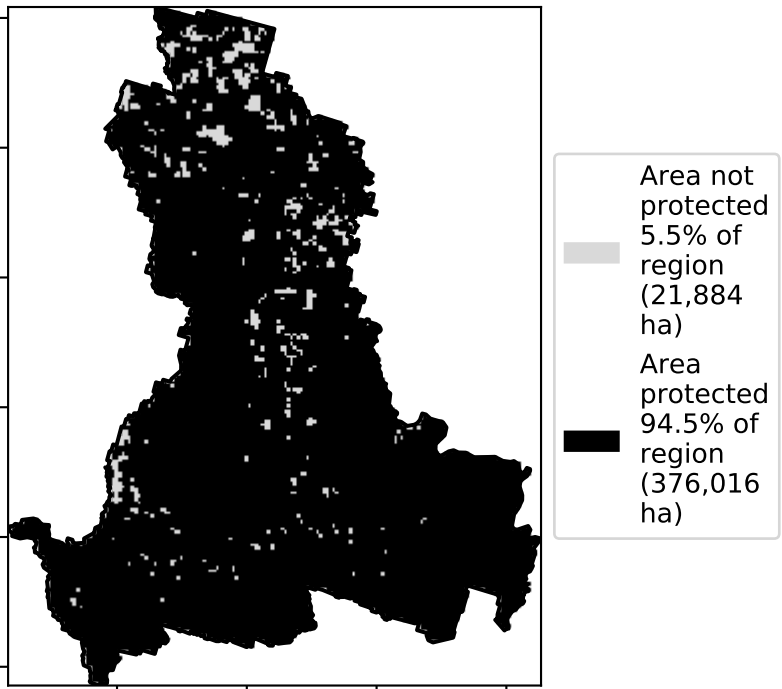 Area not
protected
5.5% of
region
(21,884
ha)
Area
protected
94.5% of
region
(376,016
ha)